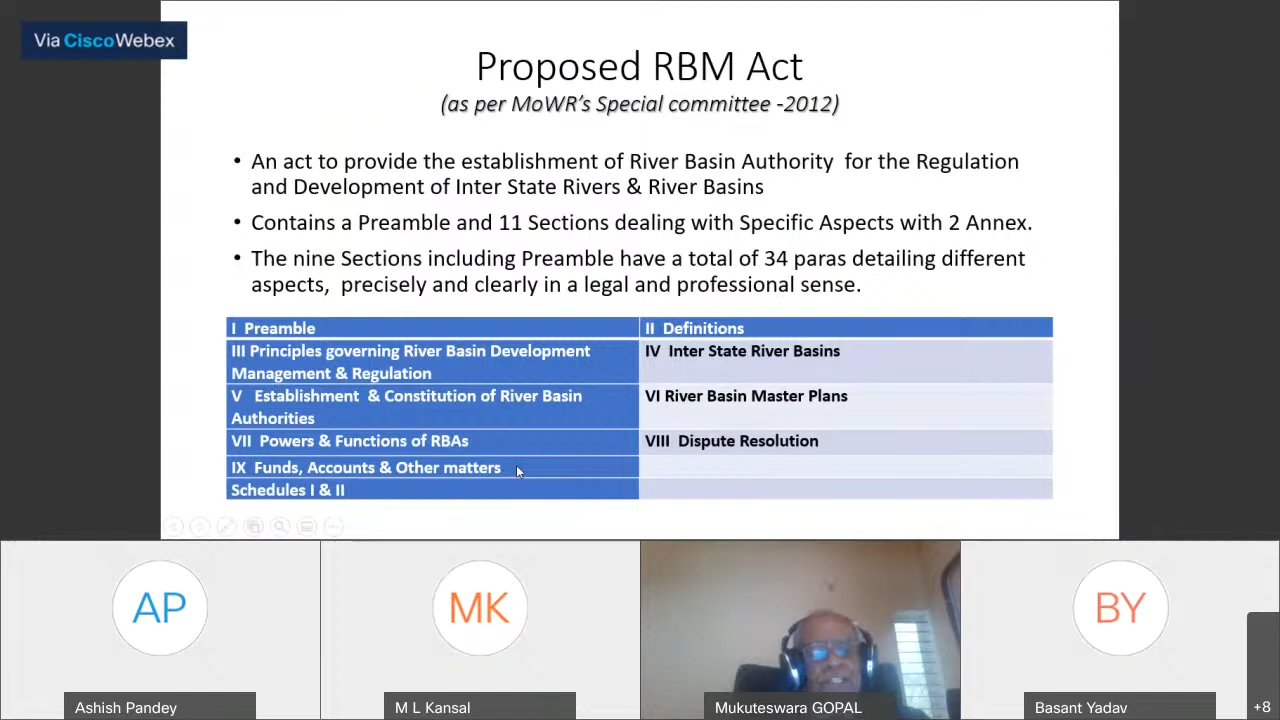 Via CiscoWebex
Proposed RBM Act
(as per MoWR's Special committee -2012)
• An act to provide the establishment of River Basin Authority for the Regulation
and Development of Inter State Rivers & River Basins
• Contains a Preamble and 11 Sections dealing with Specific Aspects with 2 Annex.
• The nine Sections including Preamble have a total of 34 paras detailing different
aspects, precisely and clearly in a legal and professional sense.
I Preamble
II Definitions
III Principles governing River Basin Development
Management & Regulation
IV Inter State River Basins
V Establishment & Constitution of River Basin
Authorities
VI River Basin Master Plans
VII Powers & Functions of RBAs
VIII Dispute Resolution
IX Funds, Accounts & Other matters
Schedules I & II
AP
MK
BY
Ashish Pandey
M L Kansal
Mukuteswara GOPAL
Basant Yadav
+8